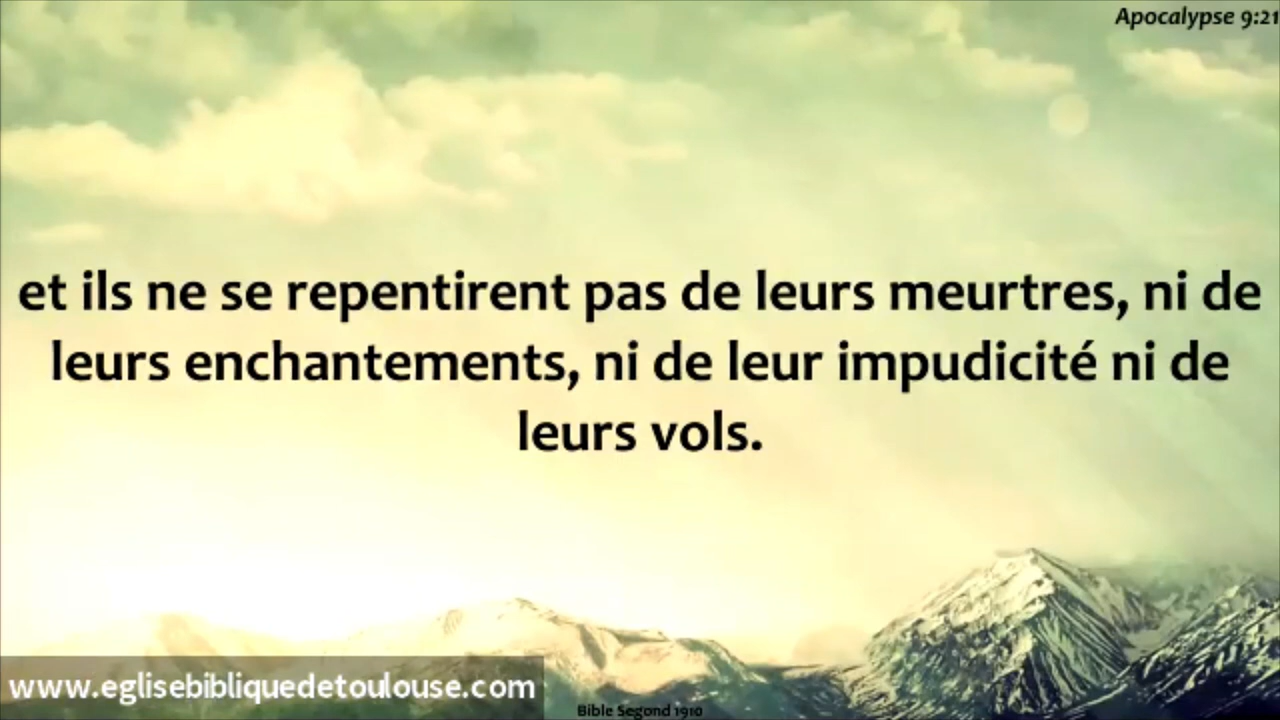 Apocalypse 9:21
et ils ne se repentirent pas de leurs meurtres, ni de
leurs enchantements, ni de leur impudicité ni de
leurs vols.
www.eglisebibliquedetoulouse.com
Bible Segond 1910